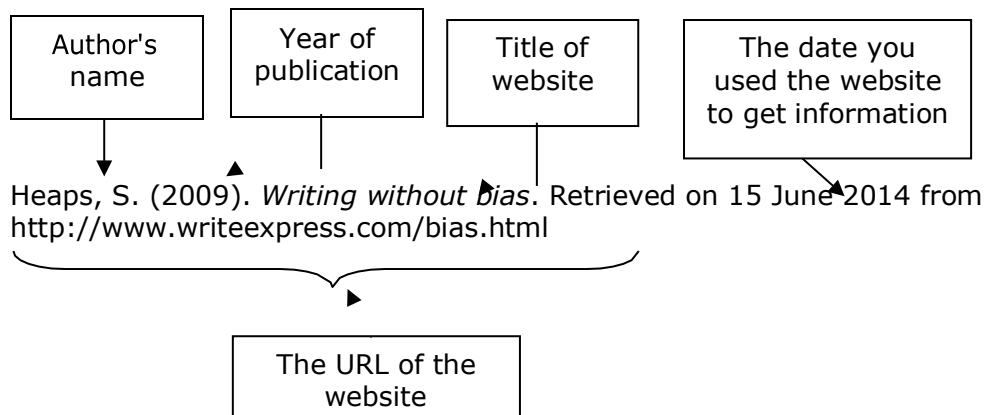 Author's
name
Year of
publication
Title of
website
The date you
used the website
to get information
Heaps, S. (2009). Writing without bias. Retrieved on 15 June 2014 from
http://www.writeexpress.com/bias.html
The URL of the
website